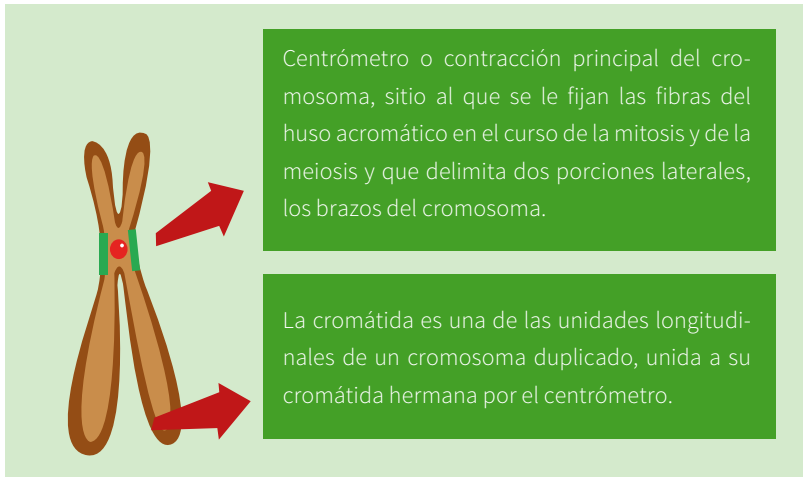 Centrómetro o contracción principal del cro-
mosoma, sitio al que se le fijan las fibras del
huso acromático en el curso de la mitosis y de la
meiosis y que delimita dos porciones laterales,
los brazos del cromosoma.
La cromátida es una de las unidades longitudi-
nales de un cromosoma duplicado, unida a su
cromátida hermana por el centrómetro.